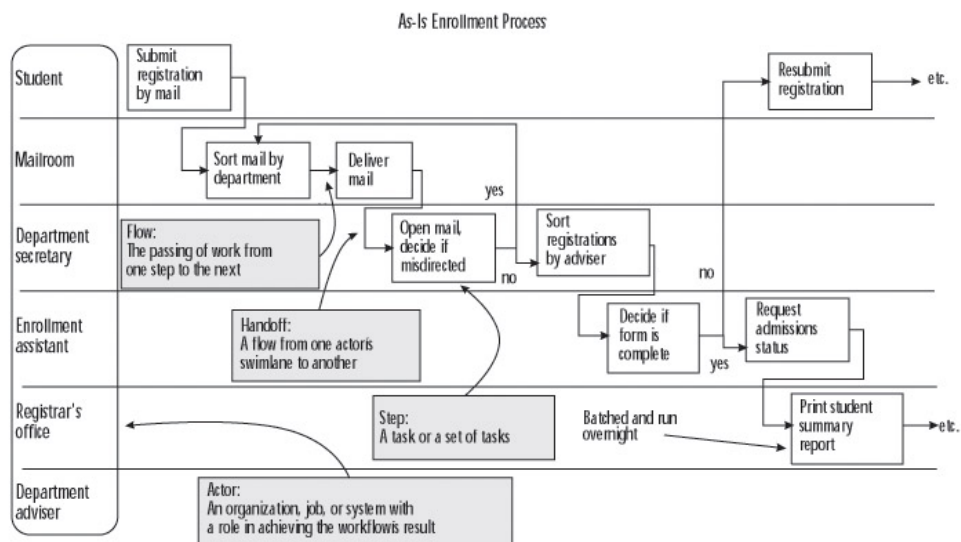 As-Is Enrollment Process
Student
Submit
registration
by mail
Resubmit
registration
etc.
Mailroom
Sort mail by
department
Deliver
mail
yes
Department
secretary
Flow:
The passing of work from
one step to the next
Open mail,
decide if
misdirected
no
Sort
registrations
by adviser
no
Enrollment
assistant
Handoff:
A flow from one actoris
swimlane to another
Decide if
form is
complete
yes
Request
admissions
status
Registrar's
office
Step:
A task or a set of tasks
Batched and run
overnight
Print student
summary
report
etc.
Department
adviser
Actor:
An organization, job, or system with
a role in achieving the workflowis result